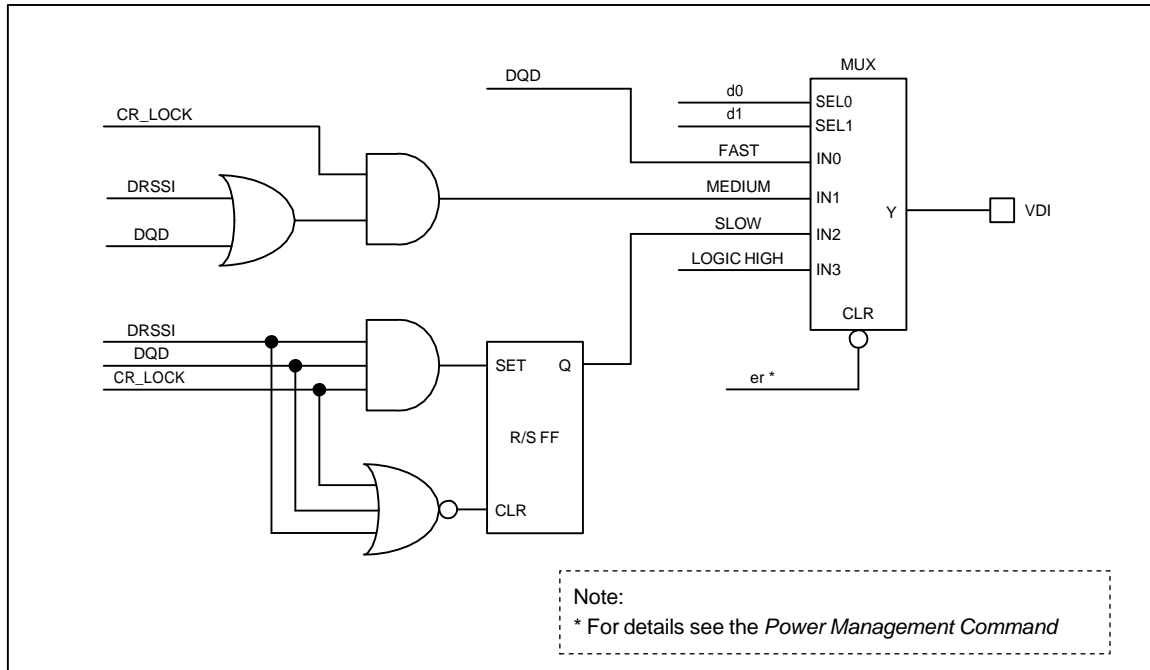 MUX
DQD
d0
SEL0
CR_LOCK
d1
SEL1
FAST
IN0
DRSSI
MEDIUM
IN1
Y
VDI
DQD
SLOW
IN2
LOGIC HIGH
IN3
CLR
DRSSI
DQD
SET
Q
CR_LOCK
er *
R/S FF
CLR
Note:
* For details see the Power Management Command